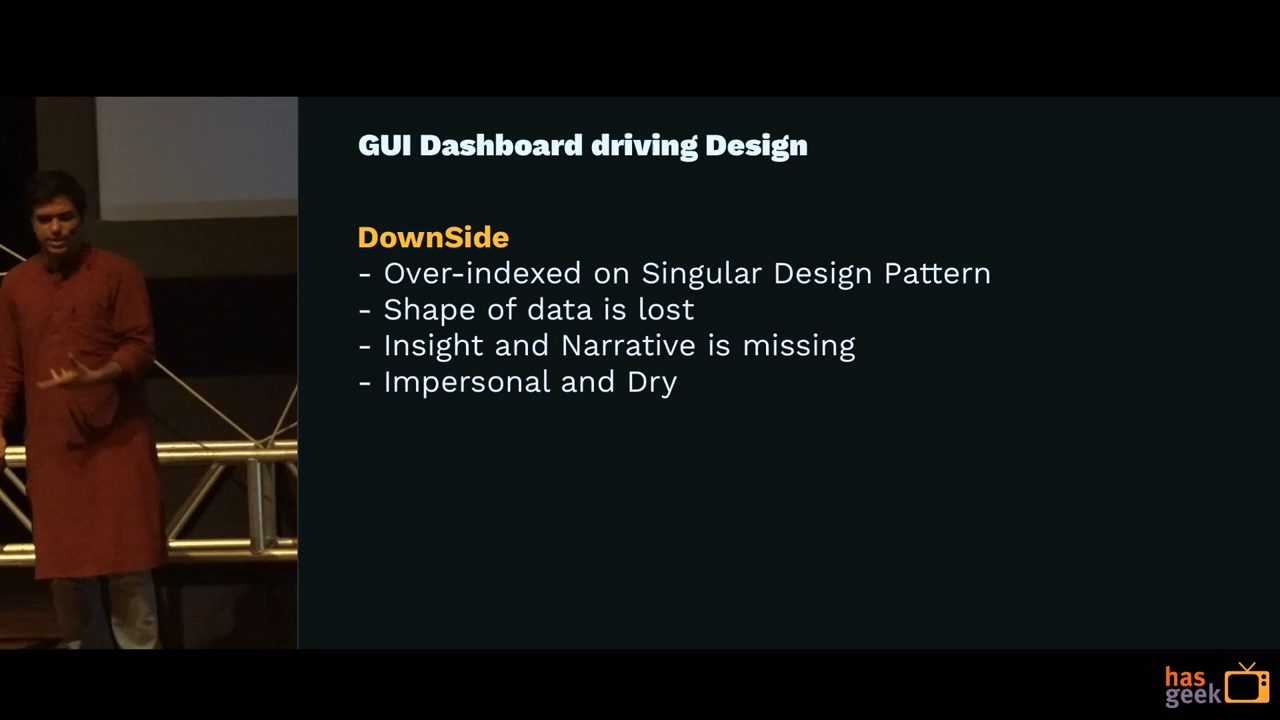 GUI Dashboard driving Design
DownSide
- Over-indexed on Singular Design Pattern
- Shape of data is lost
- Insight and Narrative is missing
- Impersonal and Dry
has
geek